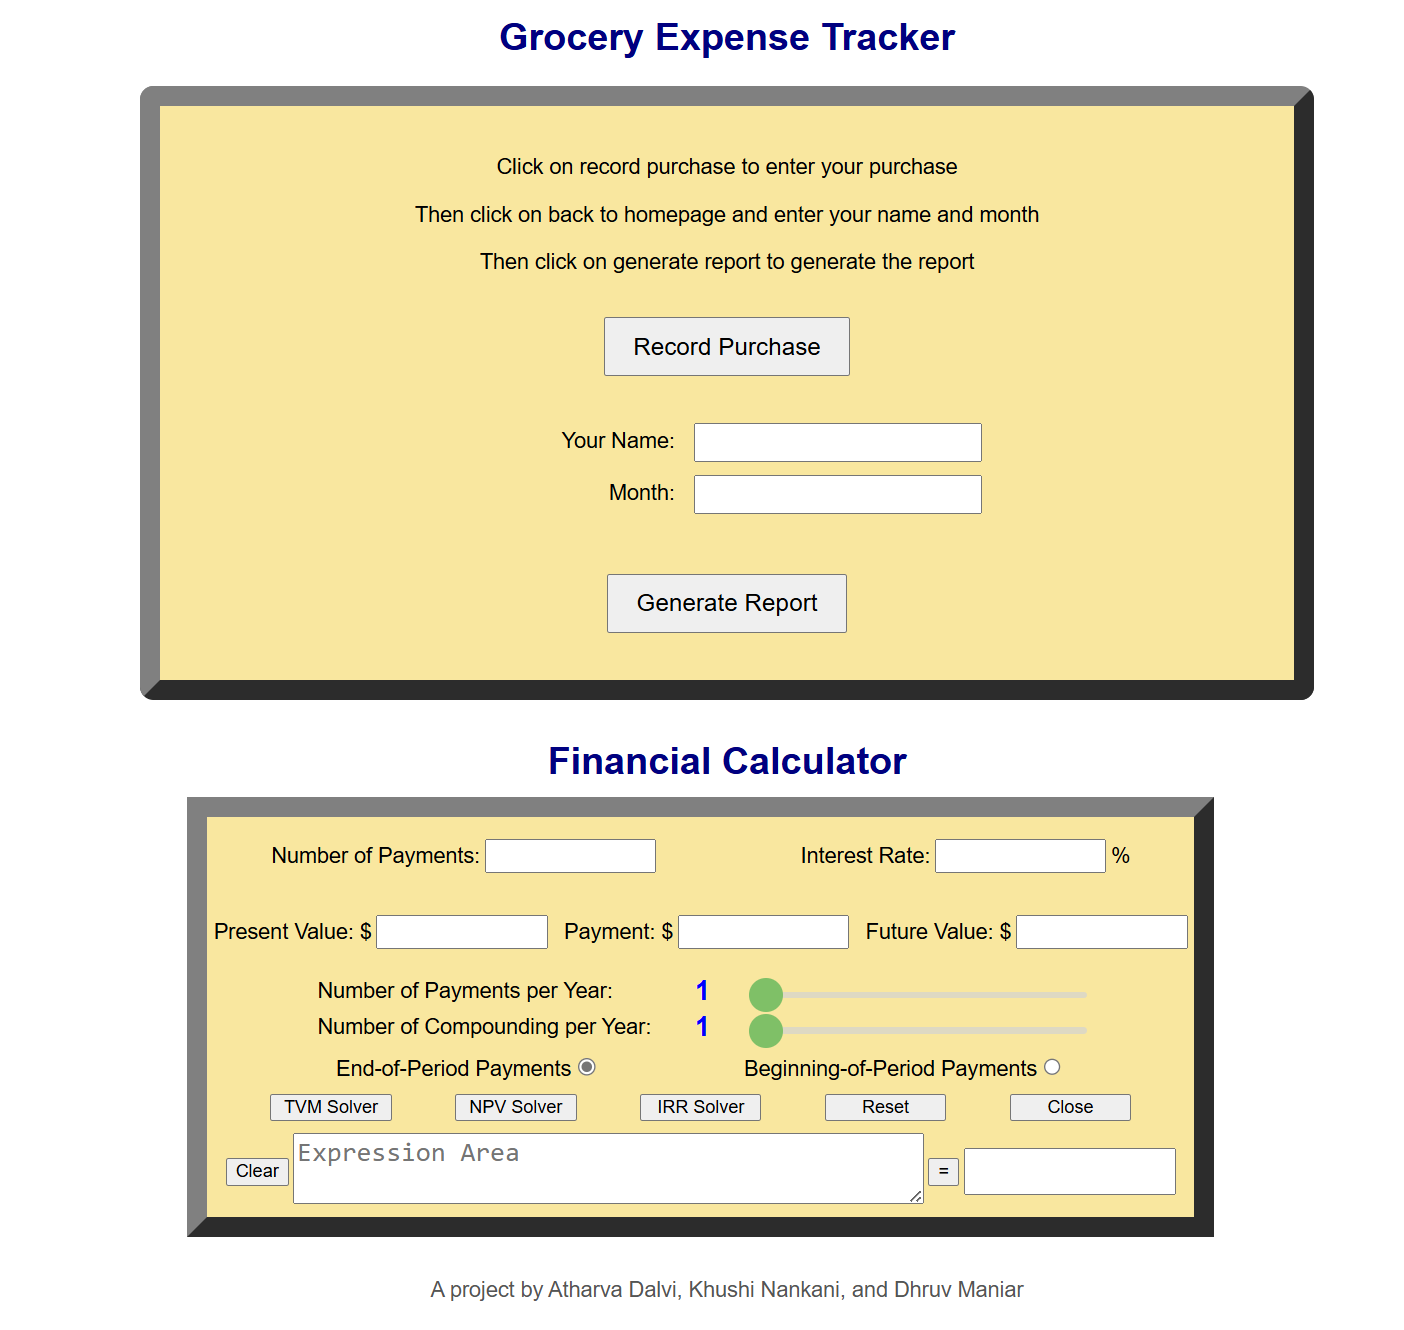 Grocery Expense Tracker
Click on record purchase to enter your purchase
Then click on back to homepage and enter your name and month
Then click on generate report to generate the report
Record Purchase
Your Name:
Month:
Generate Report
Financial Calculator
Number of Payments: Interest Rate: %
Present Value: $ Payment: $ Future Value: $
Number of Payments per Year: 1
Number of Compounding per Year: 1
End-of-Period Payments Beginning-of-Period Payments
TVM Solver NPV Solver IRR Solver Reset Close
Clear Expression Area =
A project by Atharva Dalvi, Khushi Nankani, and Dhruv Maniar